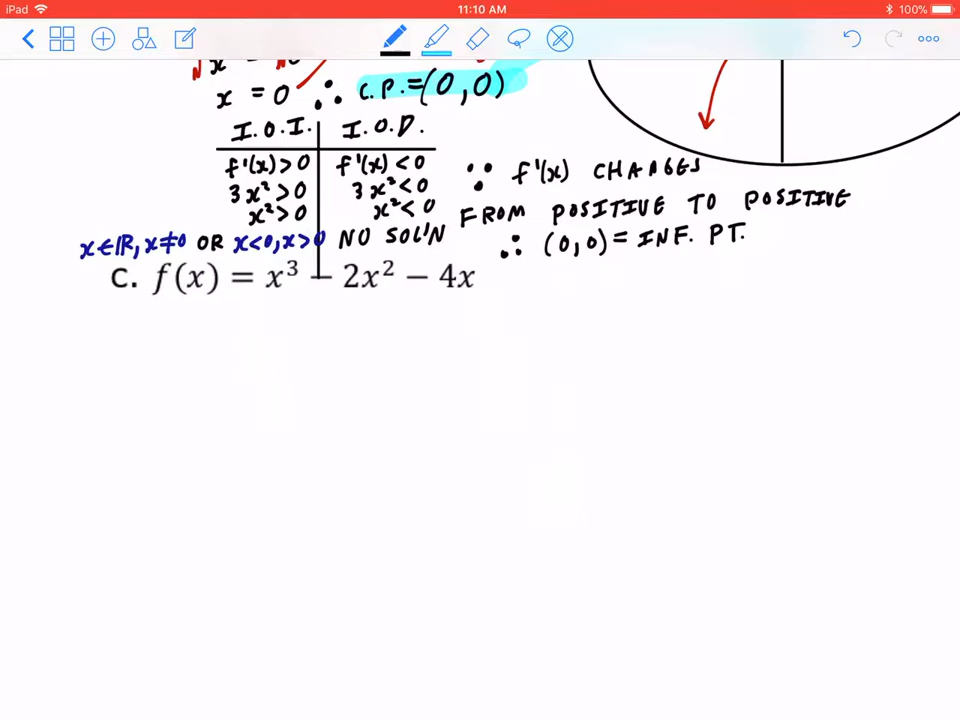 iPad 11:10 AM 100%
x = 0 ∴ C.P. = (0,0)
I.O.I. I.O.D.
f'(x)>0 f'(x)<0
3x²>0 3x²<0
x²>0 x²<0
x∈ℝ, x≠0 OR x<0, x>0 NO SOL'N
∵ f'(x) CHANGES
FROM POSITIVE TO POSITIVE
∴ (0,0) = INF. PT.
C. f(x) = x³ − 2x² − 4x